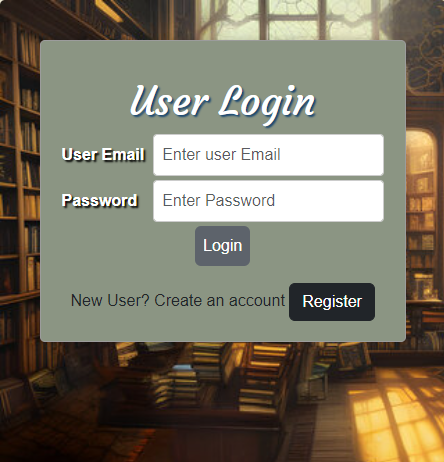 User Login
User Email Enter user Email
Password Enter Password
Login
New User? Create an account Register